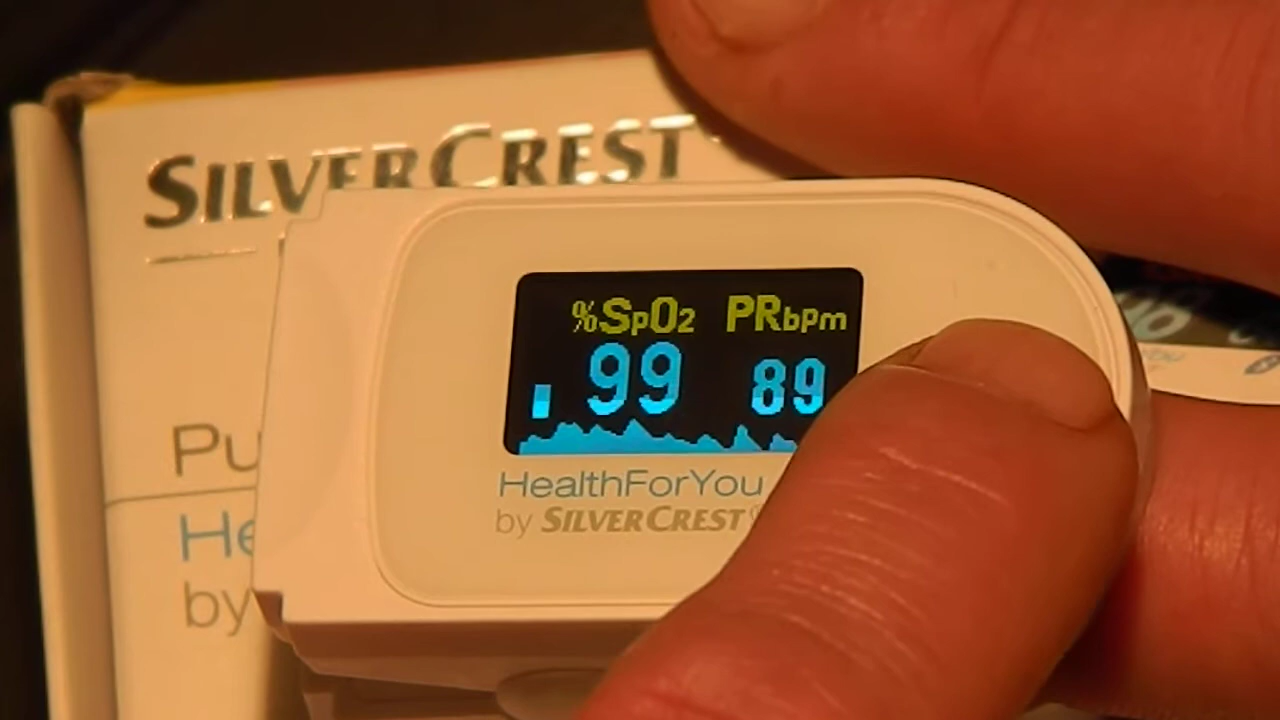 SILVERCREST
%SpO2 PRbpm
99 89
HealthForYou
by SILVERCREST
Pu
He
by